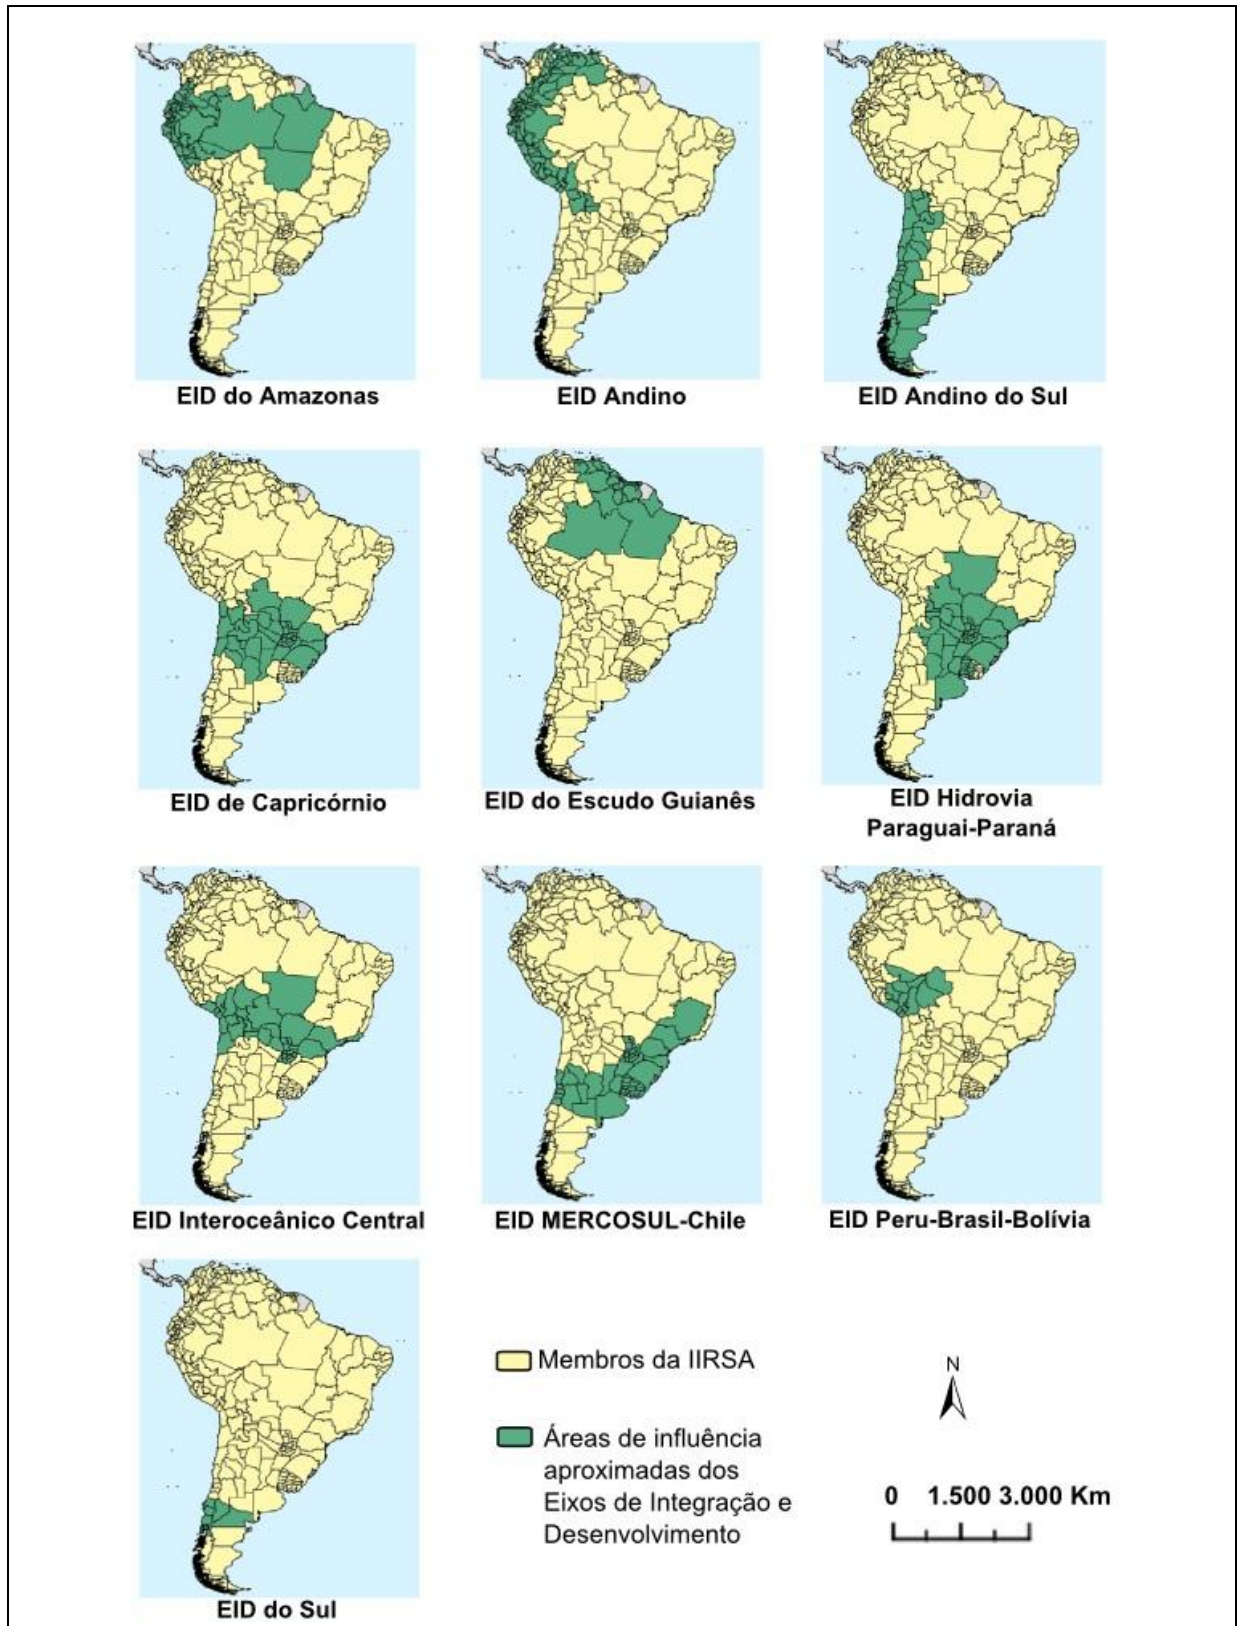 EID do Amazonas
EID Andino
EID Andino do Sul
EID de Capricórnio
EID do Escudo Guianês
EID Hidrovia
Paraguai-Paraná
EID Interoceânico Central
EID MERCOSUL-Chile
EID Peru-Brasil-Bolívia
EID do Sul
Membros da IIRSA
Áreas de influência
aproximadas dos
Eixos de Integração e
Desenvolvimento
N
0 1.500 3.000 Km